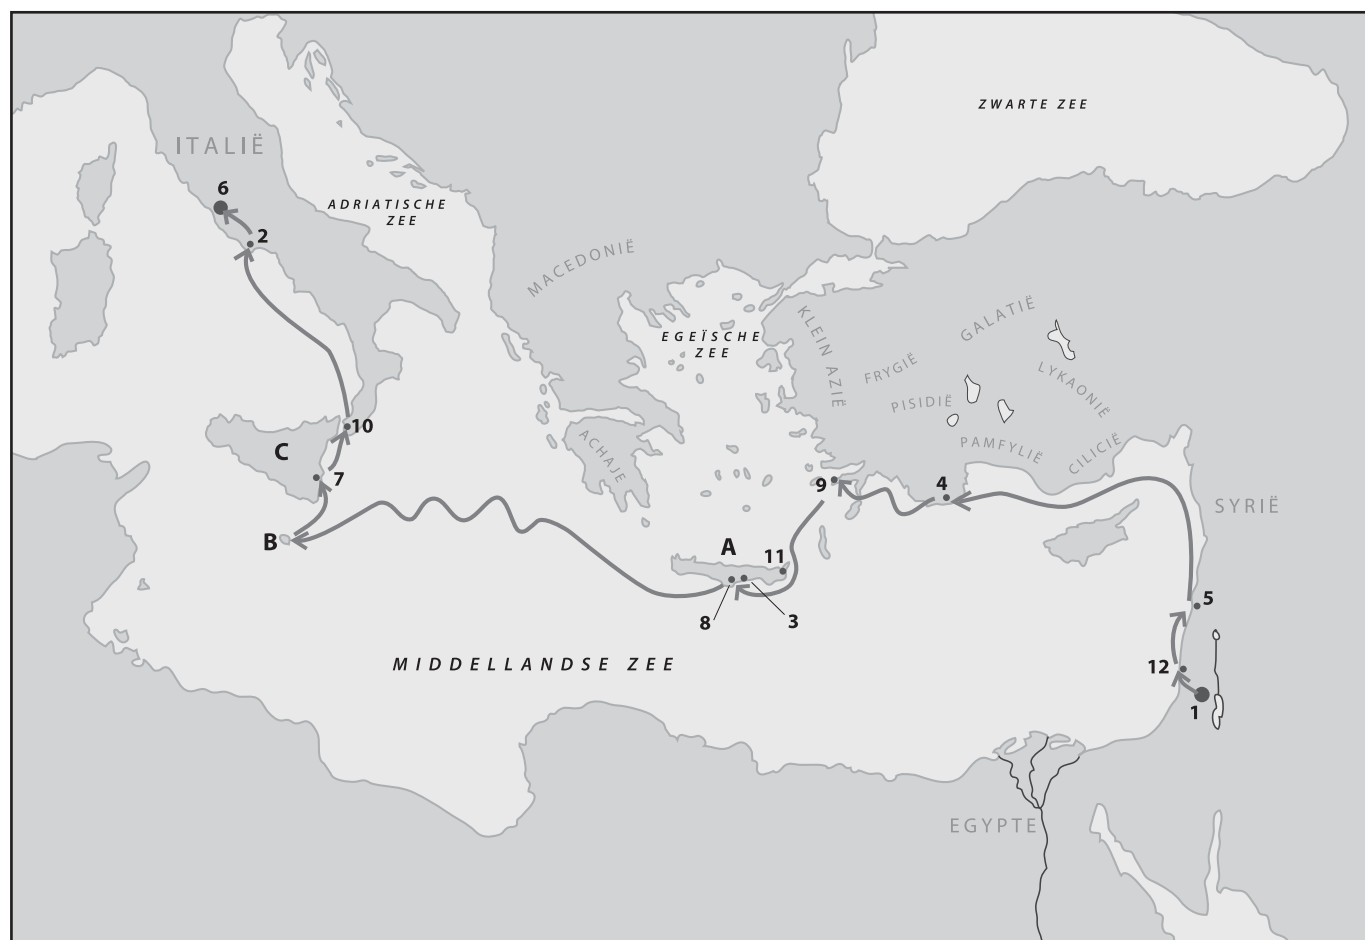 ZWARTE ZEE
ITALIË
6
ADRIATISCHE
ZEE
2
MACEDONIË
EGEÏSCHE
ZEE
KLEIN AZIË
GALATIË
FRYGIË
LYKAONIË
PISIDIË
PAMFYLIË
CILICIË
ACHAJE
10
C
7
9
4
SYRIË
B
A
11
8
3
5
MIDDELLANDSE ZEE
12
1
EGYPTE